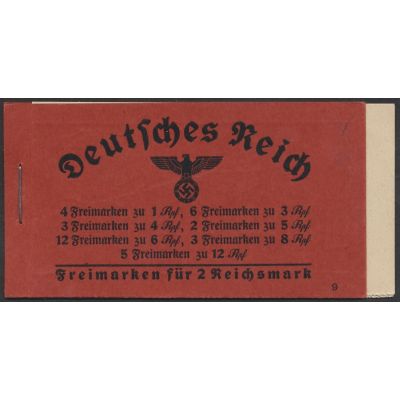 Deutsches Reich
4 Freimarken zu 1 Rpf, 6 Freimarken zu 3 Rpf
3 Freimarken zu 4 Rpf, 2 Freimarken zu 5 Rpf
12 Freimarken zu 6 Rpf, 3 Freimarken zu 8 Rpf
5 Freimarken zu 12 Rpf
Freimarken für 2 Reichsmark
9